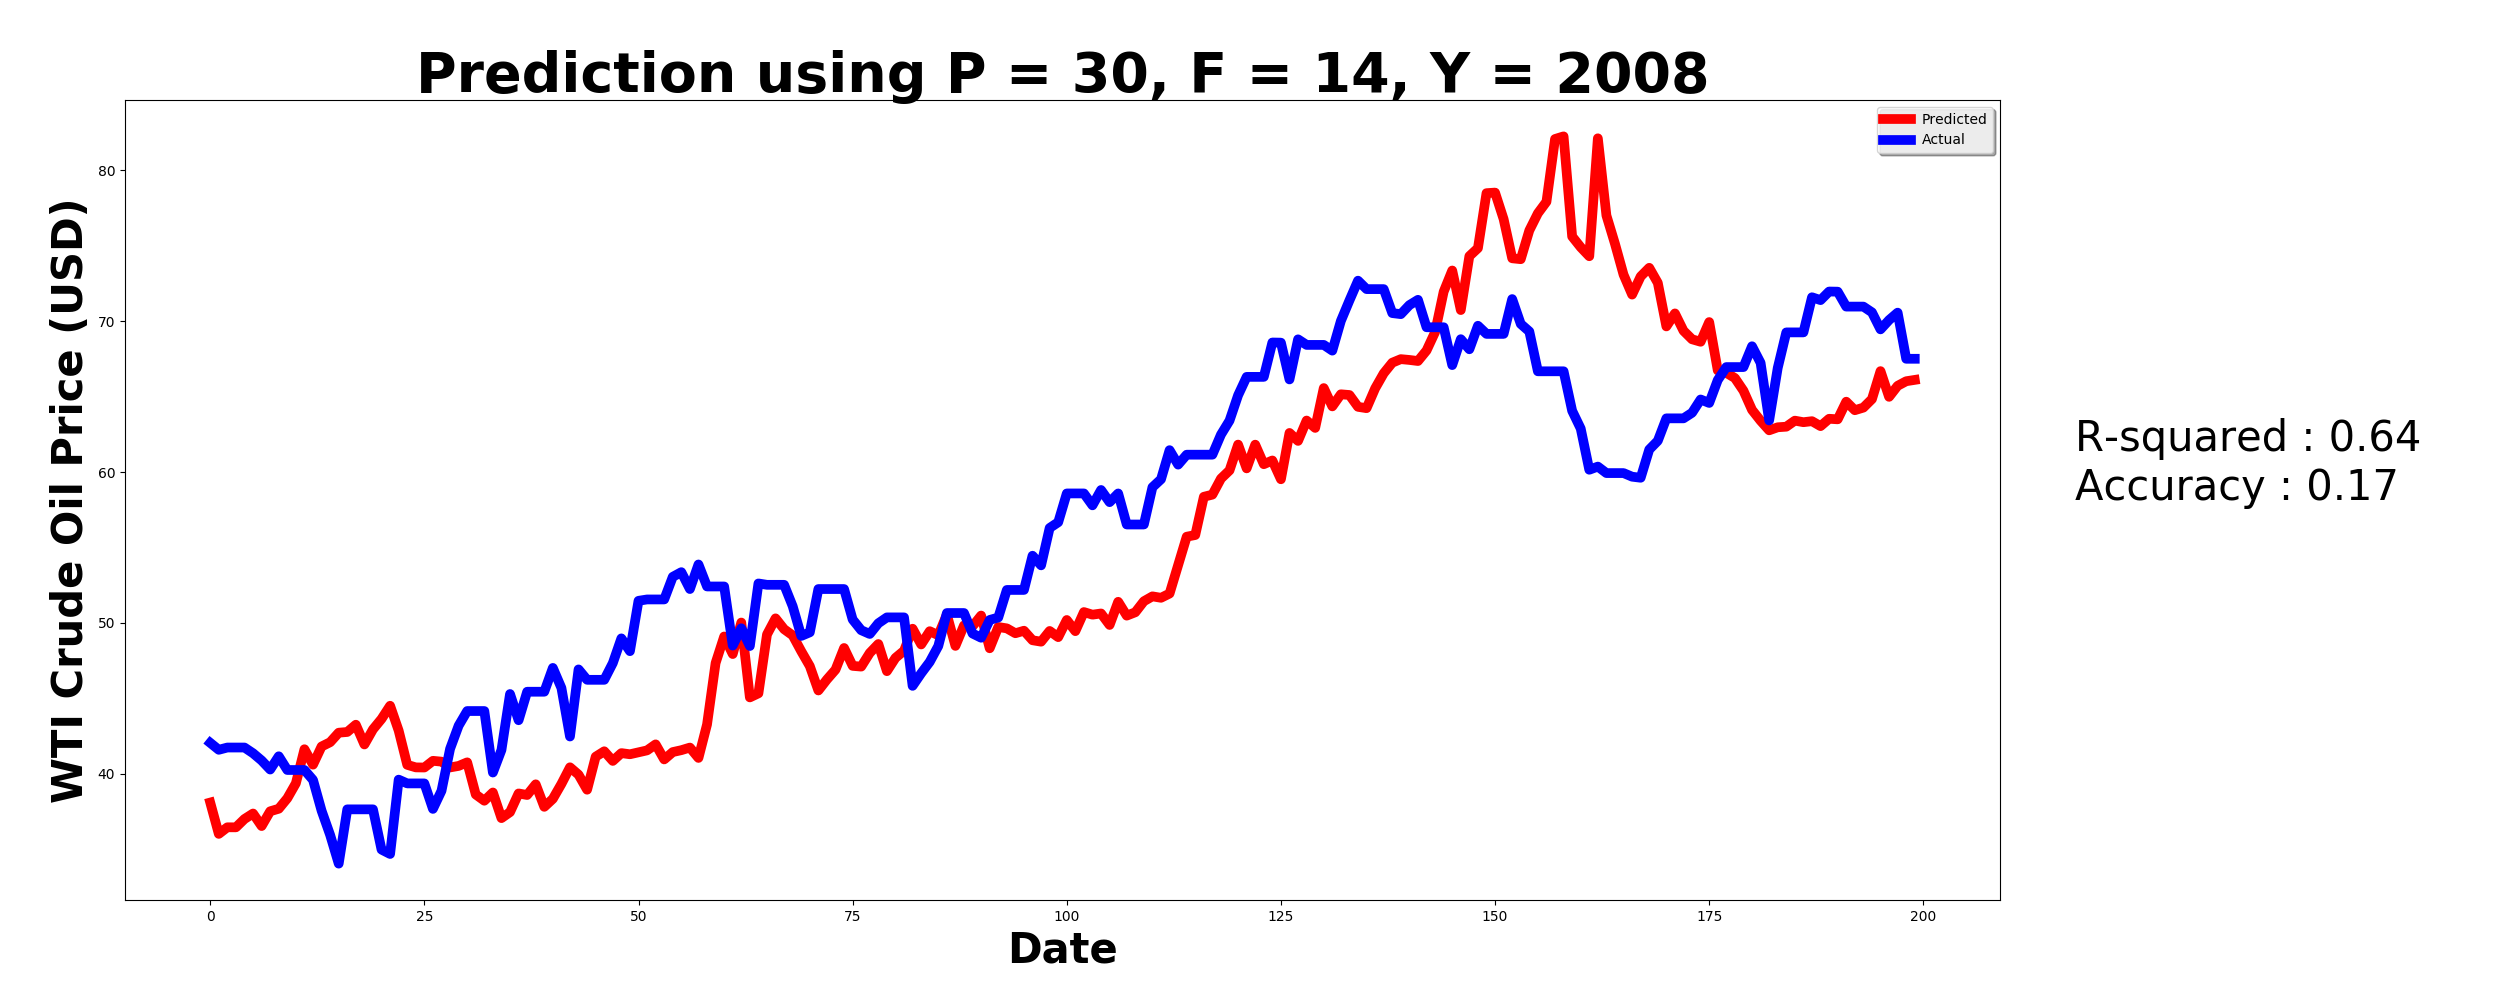 Prediction using P = 30, F = 14, Y = 2008
Predicted
Actual
80
70
60
50
40
WTI Crude Oil Price (USD)
0 25 50 75 100 125 150 175 200
Date
R-squared : 0.64
Accuracy : 0.17